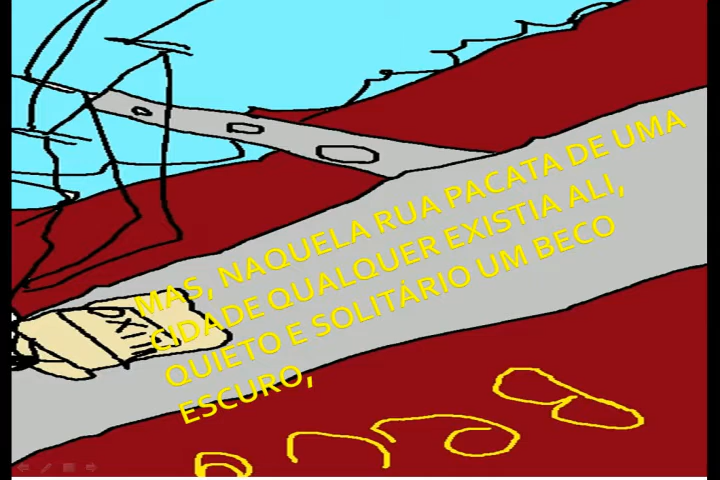 MAS, NAQUELA RUA PACATA DE UMA
CIDADE QUALQUER EXISTIA ALI,
QUIETO E SOLITÁRIO UM BECO
ESCURO,